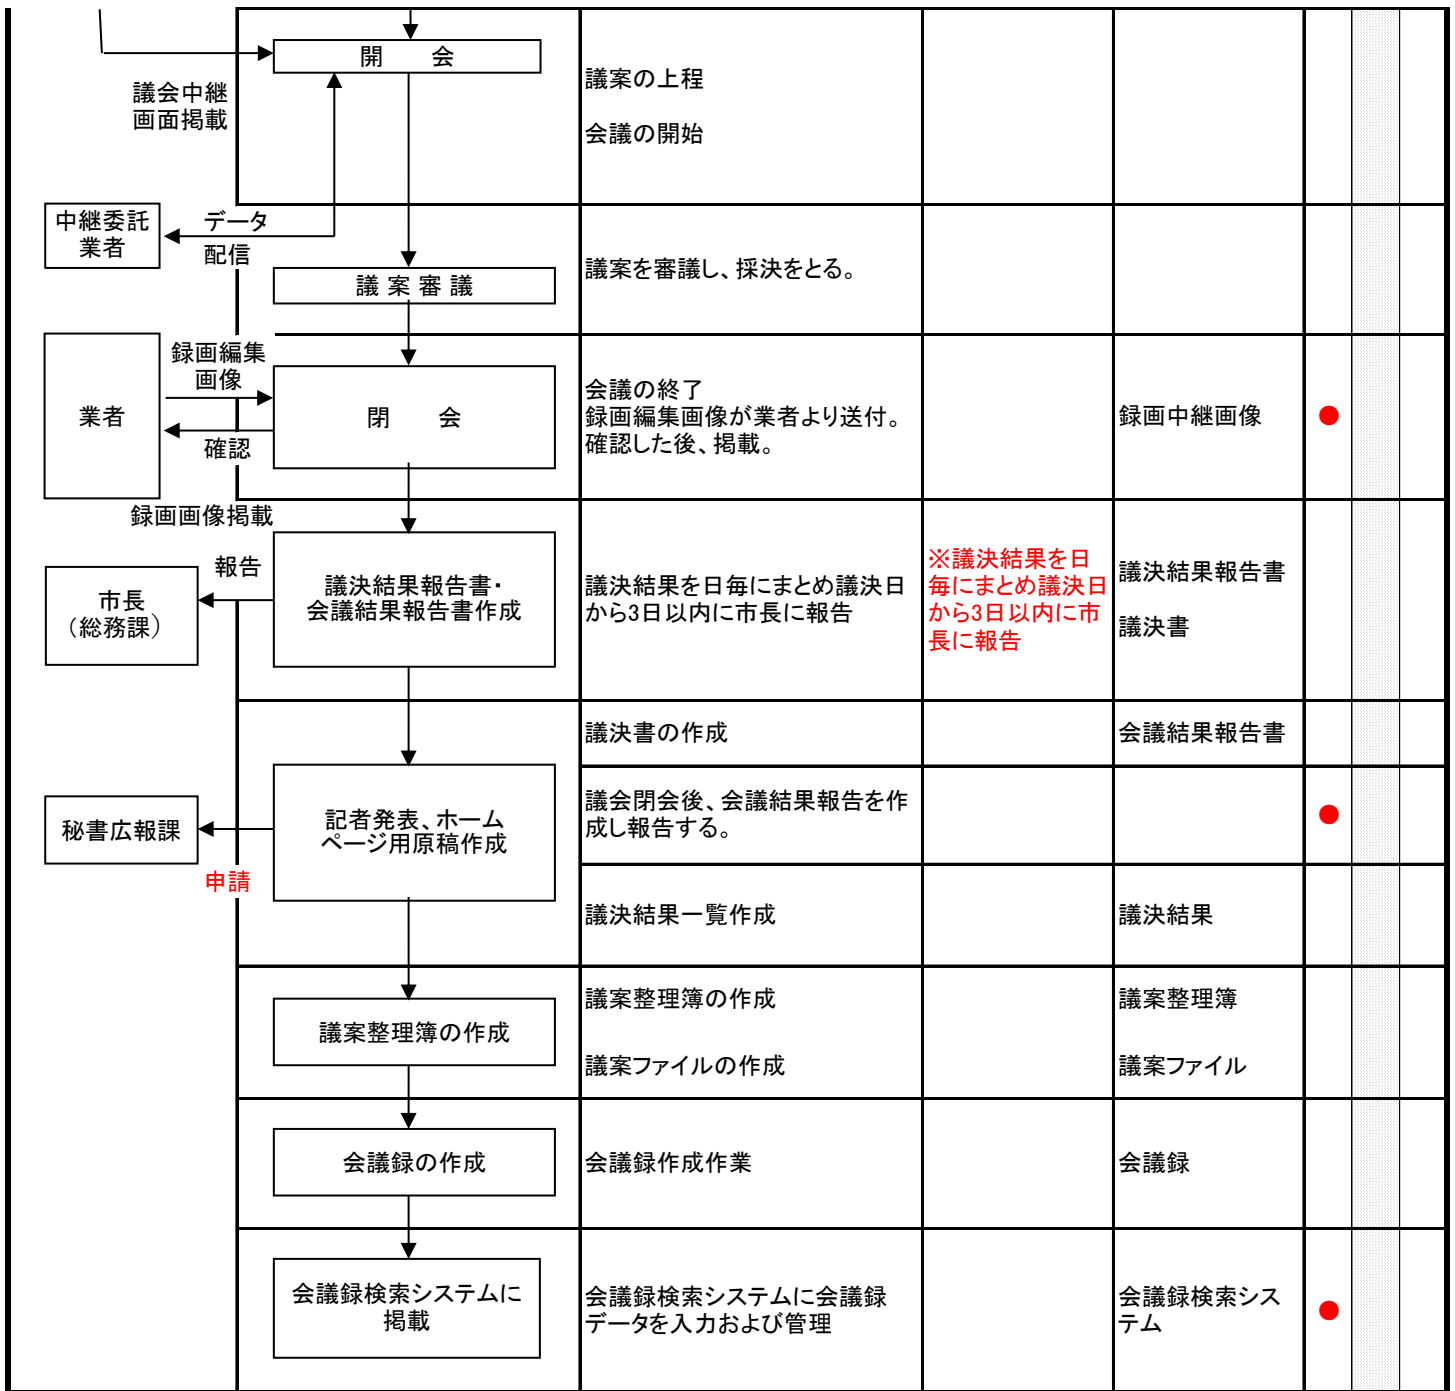 開　　会
議会中継
画面掲載
議案の上程
会議の開始
中継委託
業者
データ
配信
議 案 審 議
議案を審議し、採決をとる。
業者
録画編集
画像
確認
閉　　会
会議の終了
録画編集画像が業者より送付。
確認した後、掲載。
録画中継画像
●
録画画像掲載
市長
（総務課）
報告
議決結果報告書・
会議結果報告書作成
議決結果を日毎にまとめ議決日
から3日以内に市長に報告
※議決結果を日
毎にまとめ議決日
から3日以内に市
長に報告
議決結果報告書
議決書
議決書の作成
会議結果報告書
秘書広報課
申請
記者発表、ホーム
ページ用原稿作成
議会閉会後、会議結果報告を作
成し報告する。
●
議決結果一覧作成
議決結果
議案整理簿の作成
議案整理簿の作成
議案ファイルの作成
議案整理簿
議案ファイル
会議録の作成
会議録作成作業
会議録
会議録検索システムに
掲載
会議録検索システムに会議録
データを入力および管理
会議録検索シス
テム
●